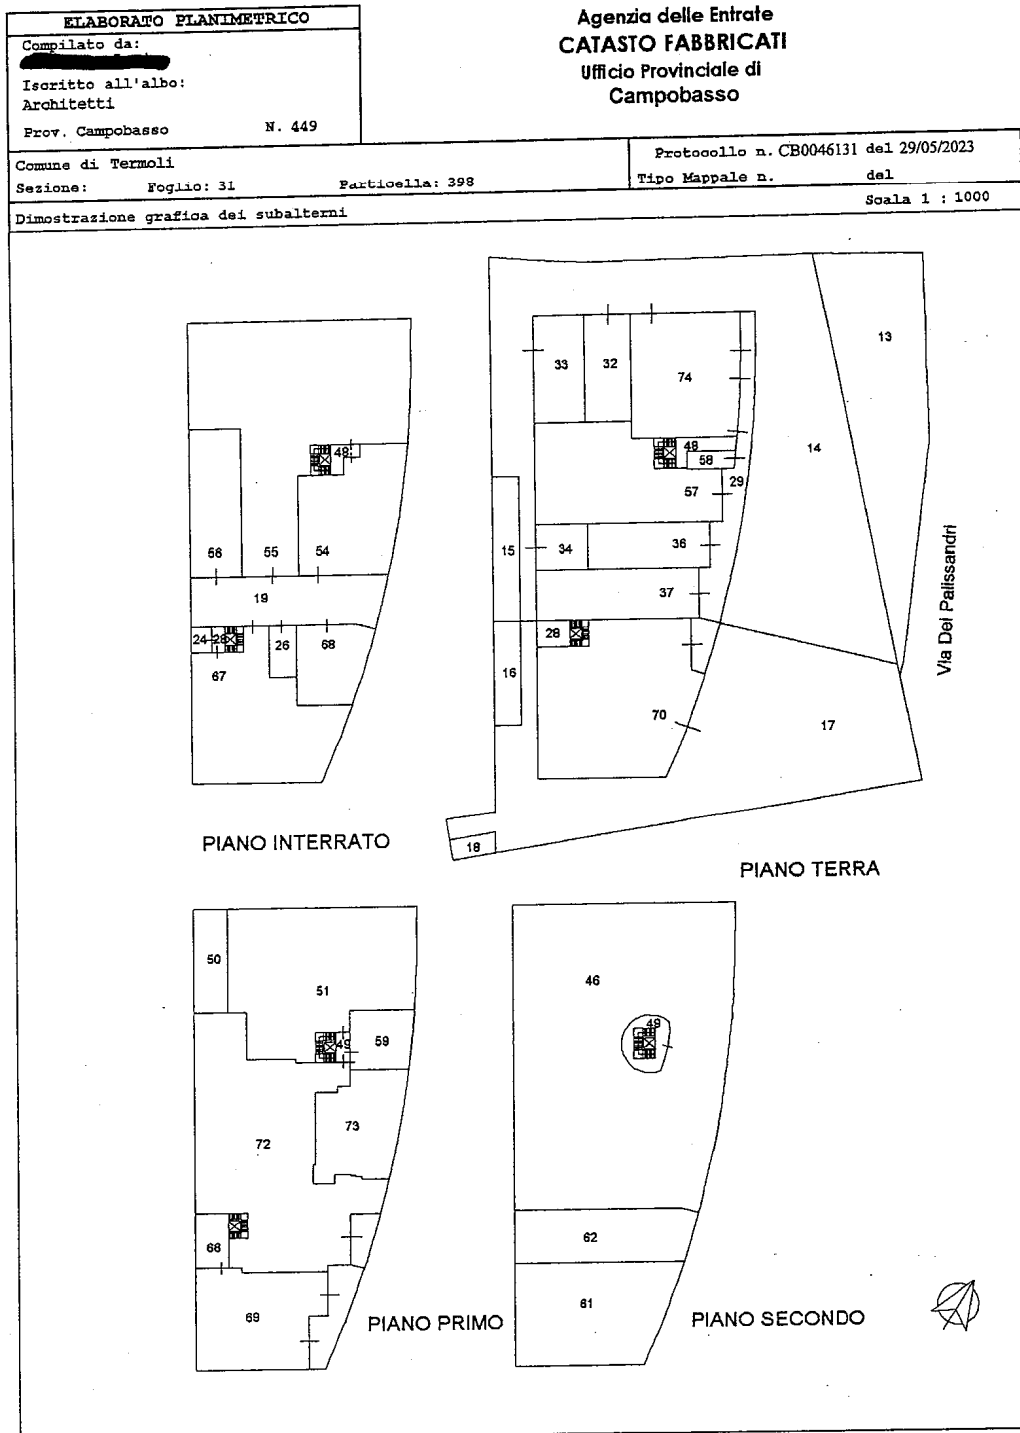 ELABORATO PLANIMETRICO
Compilato da:
Iscritto all'albo:
Architetti
Prov. Campobasso N. 449
Agenzia delle Entrate
CATASTO FABBRICATI
Ufficio Provinciale di
Campobasso
Comune di Termoli
Sezione: Foglio: 31 Particella: 398
Protocollo n. CB0046131 del 29/05/2023
Tipo Mappale n. del
Dimostrazione grafica dei subalterni
Scala 1 : 1000
48
56 55 54
19
24 28 26 68
67
PIANO INTERRATO
13
33 32 74
14
48
58
29
57
15 34 36
37
28
16
70 17
18
Via Dei Palissandri
PIANO TERRA
50
51
49 59
73
72
66
69
PIANO PRIMO
46
49
62
61
PIANO SECONDO